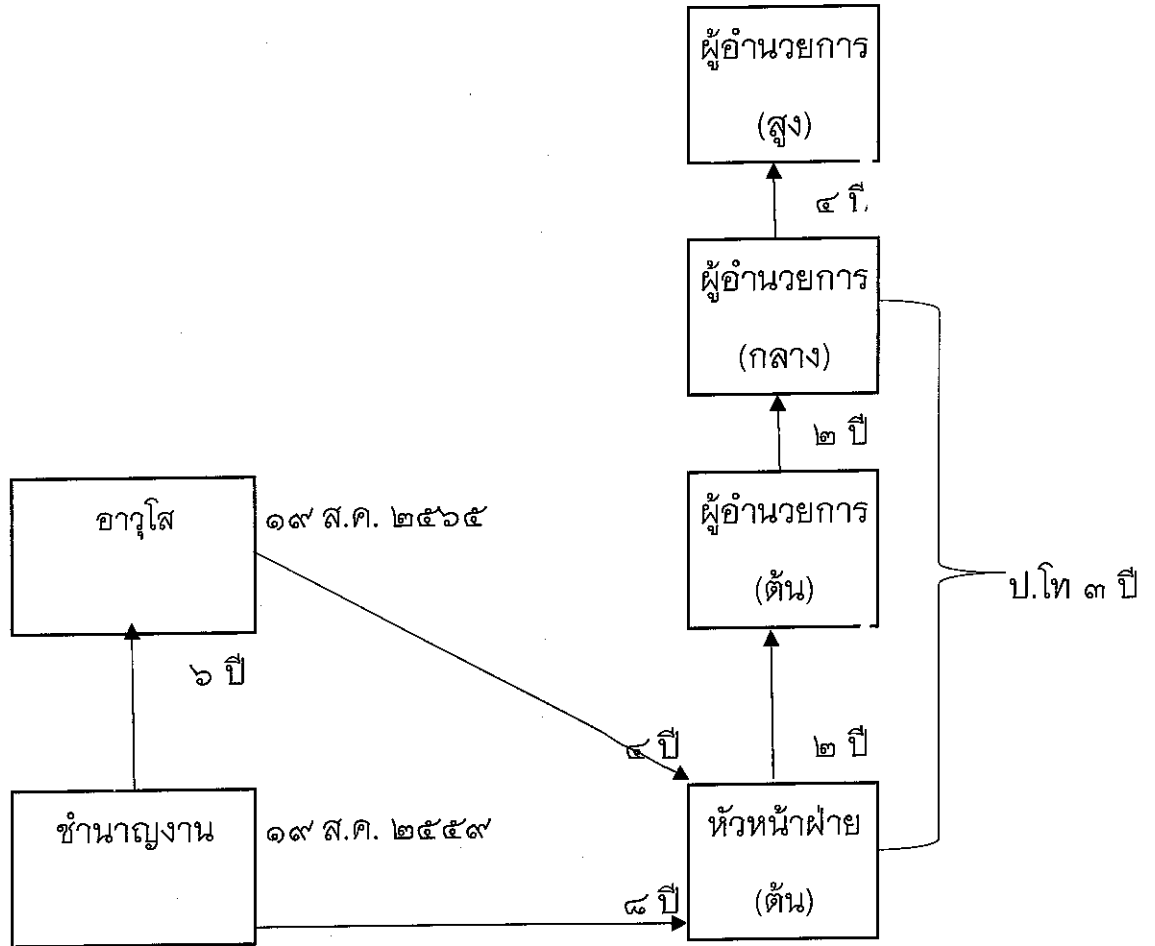 ผู้อำนวยการ
(สูง)
๔ ปี
ผู้อำนวยการ
(กลาง)
๒ ปี
อาวุโส
๑๙ ส.ค. ๒๕๖๕
ผู้อำนวยการ
(ต้น)
ป.โท ๓ ปี
๖ ปี
๔ ปี
๒ ปี
ชำนาญงาน
๑๙ ส.ค. ๒๕๕๙
หัวหน้าฝ่าย
(ต้น)
๘ ปี